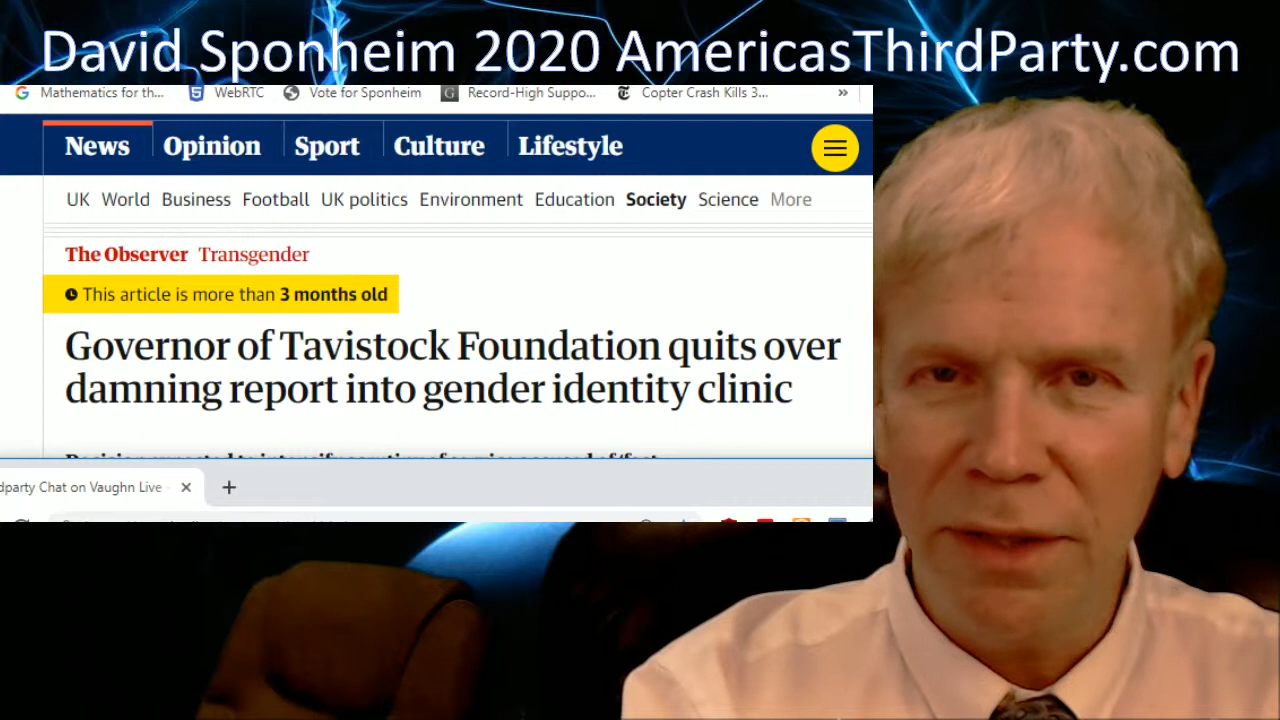 David Sponheim 2020 AmericasThirdParty.com
Mathematics for th... WebRTC Vote for Sponheim Record-High Suppo... Copter Crash Kills 3... »
News Opinion Sport Culture Lifestyle
UK World Business Football UK politics Environment Education Society Science More
The Observer Transgender
This article is more than 3 months old
Governor of Tavistock Foundation quits over
damning report into gender identity clinic
dparty Chat on Vaughn Live